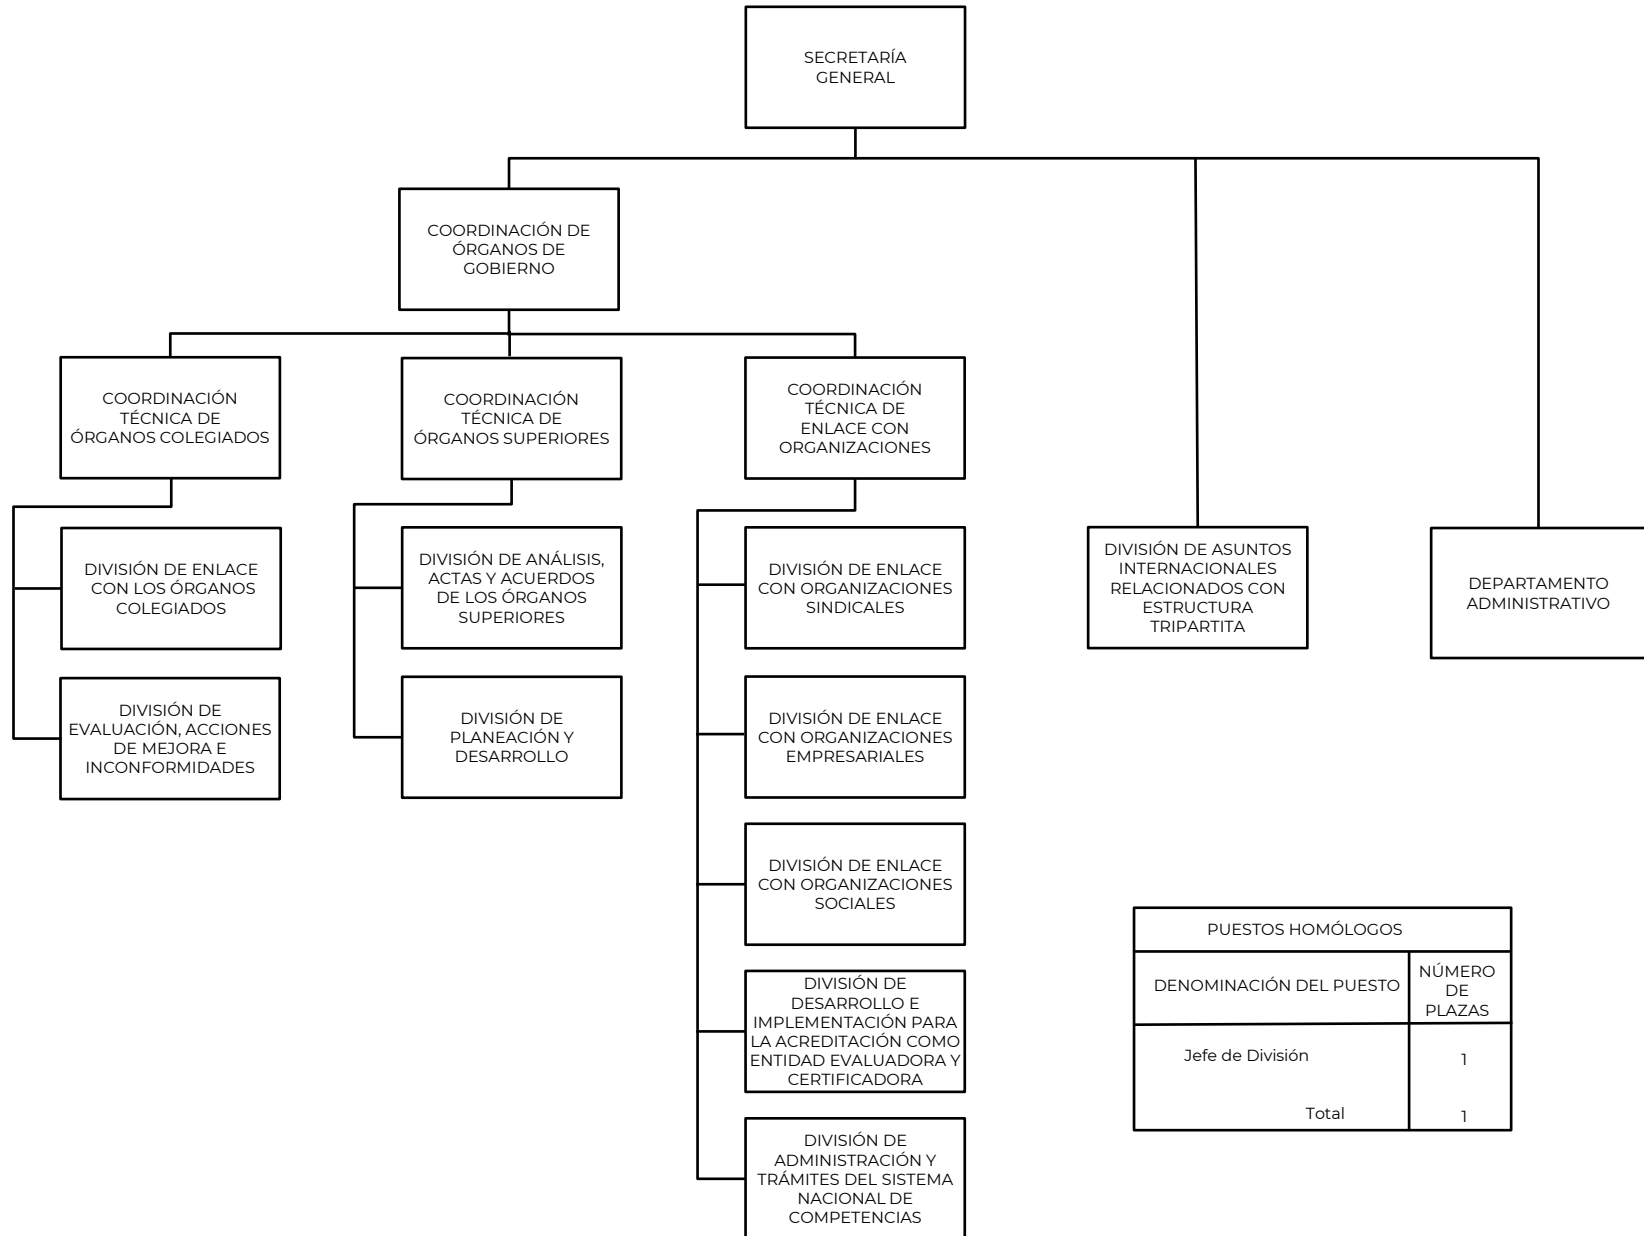 SECRETARÍA
GENERAL
COORDINACIÓN DE
ÓRGANOS DE
GOBIERNO
COORDINACIÓN
TÉCNICA DE
ÓRGANOS COLEGIADOS
COORDINACIÓN
TÉCNICA DE
ÓRGANOS SUPERIORES
COORDINACIÓN
TÉCNICA DE
ENLACE CON
ORGANIZACIONES
DIVISIÓN DE ENLACE
CON LOS ÓRGANOS
COLEGIADOS
DIVISIÓN DE ANÁLISIS,
ACTAS Y ACUERDOS
DE LOS ÓRGANOS
SUPERIORES
DIVISIÓN DE ENLACE
CON ORGANIZACIONES
SINDICALES
DIVISIÓN DE ASUNTOS
INTERNACIONALES
RELACIONADOS CON
ESTRUCTURA
TRIPARTITA
DEPARTAMENTO
ADMINISTRATIVO
DIVISIÓN DE
EVALUACIÓN, ACCIONES
DE MEJORA E
INCONFORMIDADES
DIVISIÓN DE
PLANEACIÓN Y
DESARROLLO
DIVISIÓN DE ENLACE
CON ORGANIZACIONES
EMPRESARIALES
DIVISIÓN DE ENLACE
CON ORGANIZACIONES
SOCIALES
DIVISIÓN DE
DESARROLLO E
IMPLEMENTACIÓN PARA
LA ACREDITACIÓN COMO
ENTIDAD EVALUADORA Y
CERTIFICADORA
DIVISIÓN DE
ADMINISTRACIÓN Y
TRÁMITES DEL SISTEMA
NACIONAL DE
COMPETENCIAS
PUESTOS HOMÓLOGOS
DENOMINACIÓN DEL PUESTO
NÚMERO
DE
PLAZAS
Jefe de División 1
Total 1